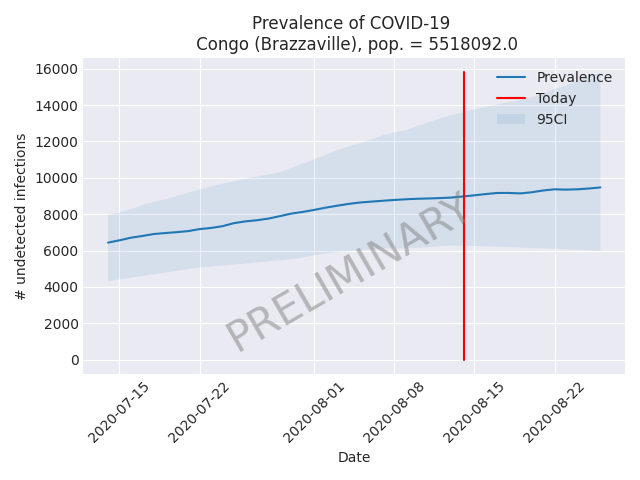 Prevalence of COVID-19
Congo (Brazzaville), pop. = 5518092.0
16000
14000
12000
10000
8000
6000
4000
2000
0
# undetected infections
Prevalence
Today
95CI
PRELIMINARY
2020-07-15
2020-07-22
2020-08-01
2020-08-08
2020-08-15
2020-08-22
Date